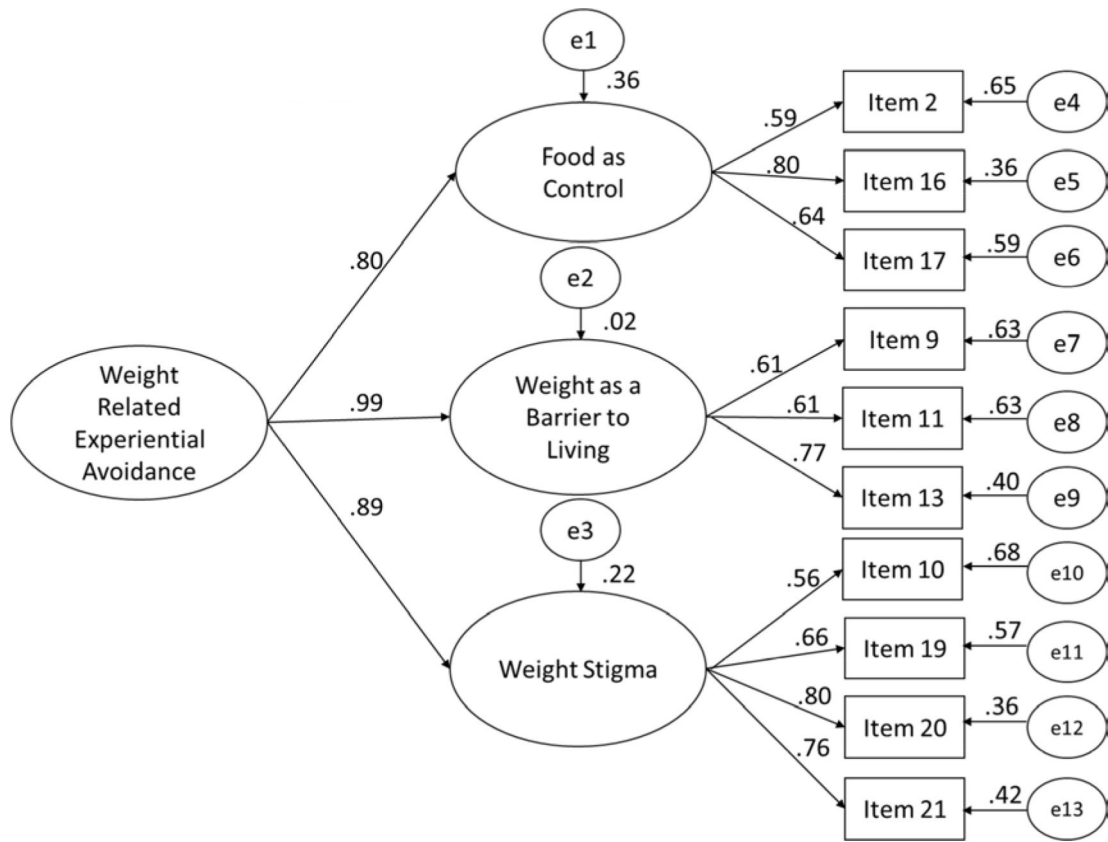 e1
.36
Food as
Control
.59
.80
.64
Item 2
.65
e4
Item 16
.36
e5
Item 17
.59
e6
.80
e2
.02
Weight
Related
Experiential
Avoidance
.99
Weight as a
Barrier to
Living
.61
.61
.77
Item 9
.63
e7
Item 11
.63
e8
Item 13
.40
e9
.89
e3
.22
Weight Stigma
.56
.66
.80
.76
Item 10
.68
e10
Item 19
.57
e11
Item 20
.36
e12
Item 21
.42
e13